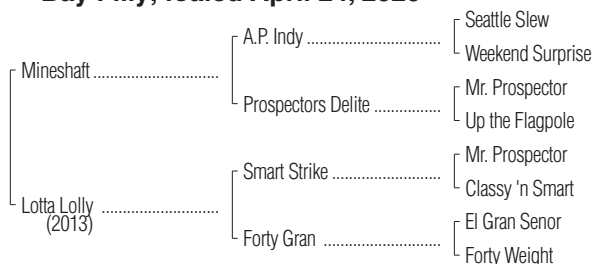 Seattle Slew
A.P. Indy ................................
Weekend Surprise
Mineshaft ..............................
Mr. Prospector
Prospectors Delite ................
Up the Flagpole
Mr. Prospector
Smart Strike ..........................
Classy 'n Smart
Lotta Lolly ............................
(2013)
El Gran Senor
Forty Gran ............................
Forty Weight